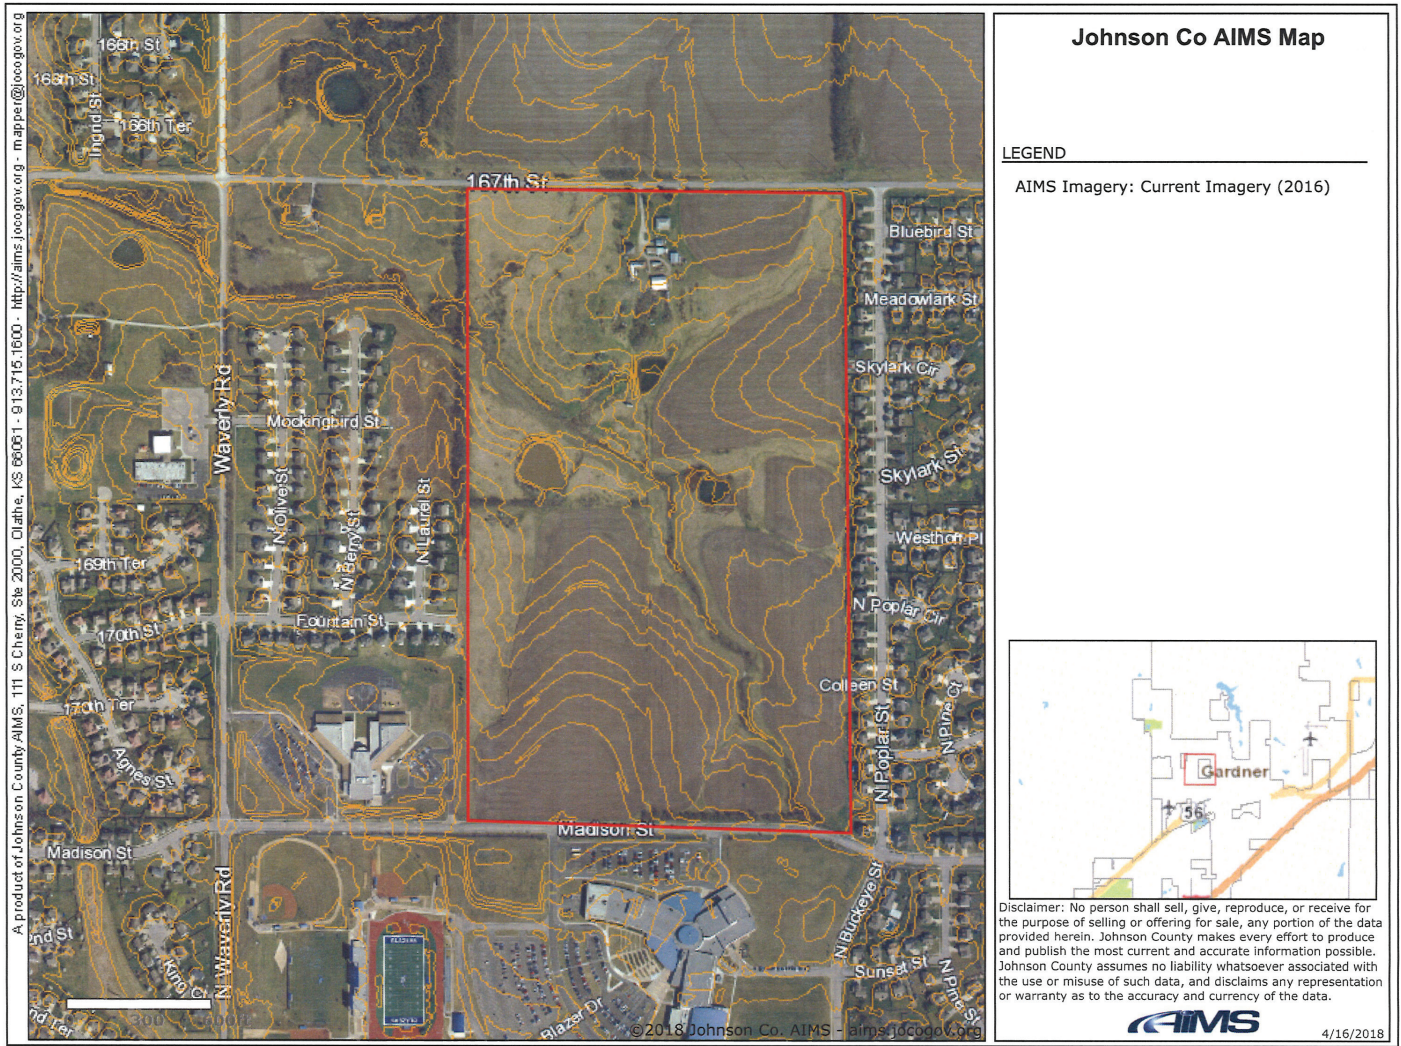 Johnson Co AIMS Map
LEGEND
AIMS Imagery: Current Imagery (2016)
A product of Johnson County AIMS, 111 S Cherry, Ste 2000, Olathe, KS 66061 - 913.715.1600 - http://aims.jocogov.org - mapper@jocogov.org
166th St
166th St
Ingrid St
166th Ter
167th St
Bluebird St
Meadowlark St
Skylark Cir
Waverly Rd
Mockingbird St
Skylark St
N Olive St
N Berry St
N Laurel St
Westhoff Pl
169th Ter
N Poplar Cir
170th St
Fountain St
Colleen St
170th Ter
N Pine Ct
N Poplar St
Agnes St
Madison St
Madison St
N Waverly Rd
N Buckeye St
King Ct
Sunset St
N Pine St
Blazer Dr
300
©2018 Johnson Co. AIMS - aims.jocogov.org
Gardner
56
Disclaimer: No person shall sell, give, reproduce, or receive for
the purpose of selling or offering for sale, any portion of the data
provided herein. Johnson County makes every effort to produce
and publish the most current and accurate information possible.
Johnson County assumes no liability whatsoever associated with
the use or misuse of such data, and disclaims any representation
or warranty as to the accuracy and currency of the data.
AIMS
4/16/2018